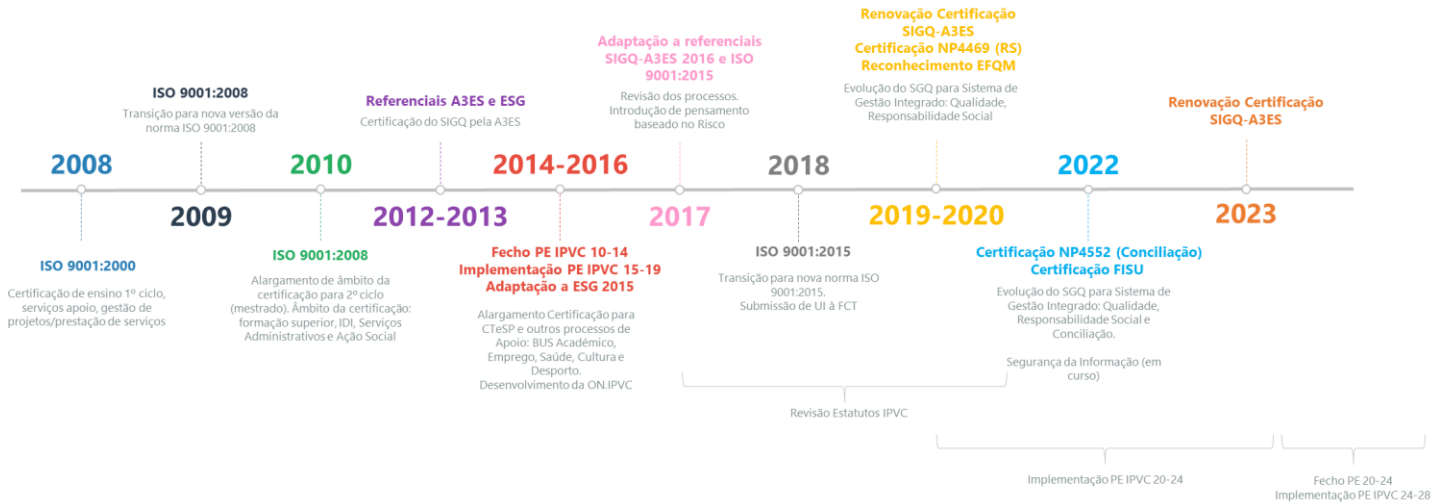 2008
ISO 9001:2000
Certificação de ensino 1º ciclo,
serviços apoio, gestão de
projetos/prestação de serviços
ISO 9001:2008
Transição para nova versão da
norma ISO 9001:2008
2009
2010
ISO 9001:2008
Alargamento de âmbito da
certificação para 2º ciclo
(mestrado). Âmbito da certificação:
formação superior, IDI, Serviços
Administrativos e Ação Social
Referenciais A3ES e ESG
Certificação do SIGQ pela A3ES
2012-2013
2014-2016
Fecho PE IPVC 10-14
Implementação PE IPVC 15-19
Adaptação a ESG 2015
Alargamento Certificação para
CTeSP e outros processos de
Apoio: BUS Académico,
Emprego, Saúde, Cultura e
Desporto.
Desenvolvimento da ON.IPVC
Adaptação a referenciais
SIGQ-A3ES 2016 e ISO
9001:2015
Revisão dos processos.
Introdução de pensamento
baseado no Risco
2017
2018
ISO 9001:2015
Transição para nova norma ISO
9001:2015.
Submissão de UI à FCT
Renovação Certificação
SIGQ-A3ES
Certificação NP4469 (RS)
Reconhecimento EFQM
Evolução do SGQ para Sistema de
Gestão Integrado: Qualidade,
Responsabilidade Social
2019-2020
2022
Certificação NP4552 (Conciliação)
Certificação FISU
Evolução do SGQ para Sistema de
Gestão Integrado: Qualidade,
Responsabilidade Social e
Conciliação.
Segurança da Informação (em
curso)
Renovação Certificação
SIGQ-A3ES
2023
Revisão Estatutos IPVC
Implementação PE IPVC 20-24
Fecho PE 20-24
Implementação PE IPVC 24-28